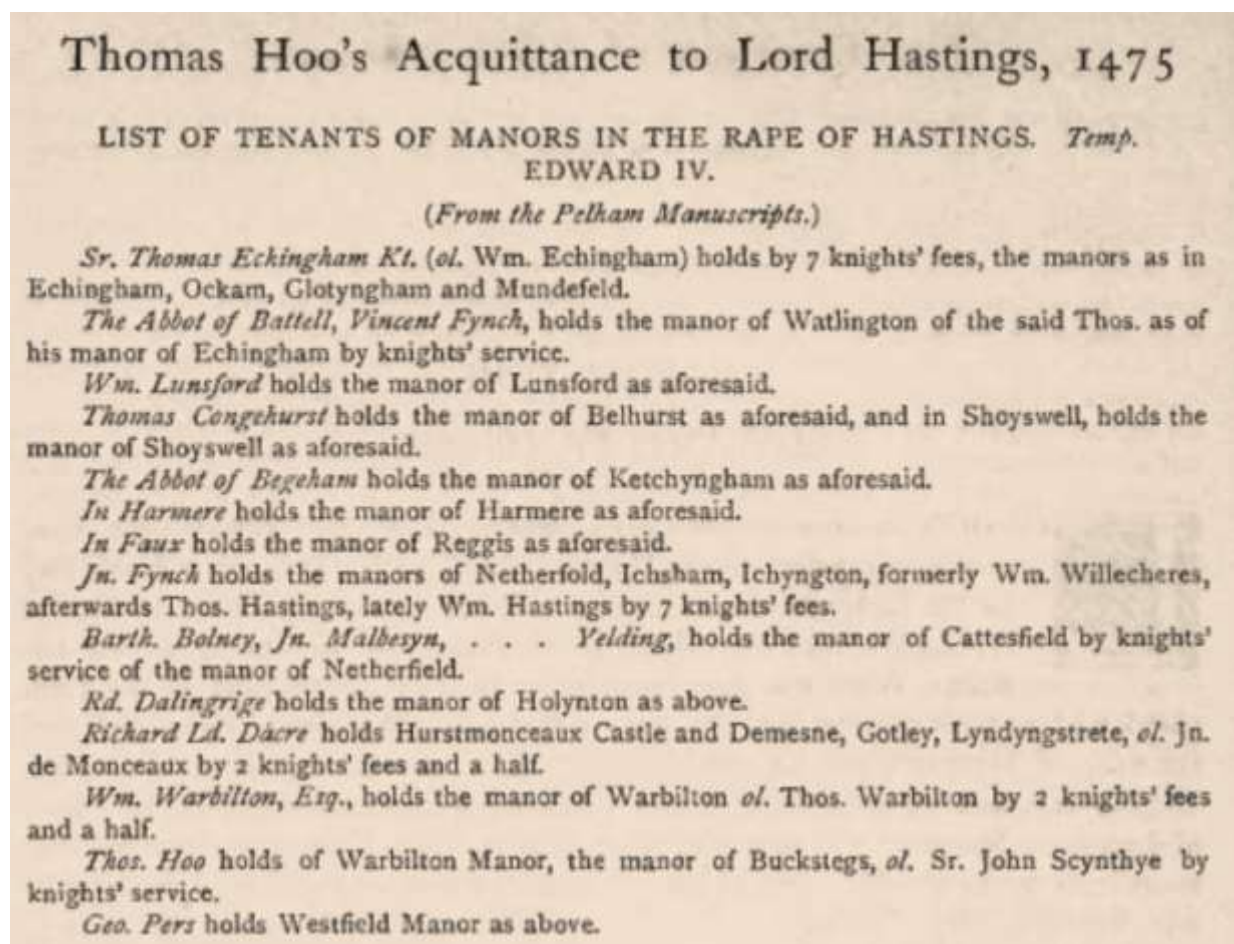 Thomas Hoo's Acquittance to Lord Hastings, 1475
LIST OF TENANTS OF MANORS IN THE RAPE OF HASTINGS. Temp.
EDWARD IV.
(From the Pelham Manuscripts.)
Sr. Thomas Echingham Kt. (ol. Wm. Echingham) holds by 7 knights' fees, the manors as in
Echingham, Ockam, Glotyngham and Mundefeld.
The Abbot of Battell, Vincent Fynch, holds the manor of Watlington of the said Thos. as of
his manor of Echingham by knights' service.
Wm. Lunsford holds the manor of Lunsford as aforesaid.
Thomas Congehurst holds the manor of Belhurst as aforesaid, and in Shoyswell, holds the
manor of Shoyswell as aforesaid.
The Abbot of Begeham holds the manor of Ketchyngham as aforesaid.
In Harmere holds the manor of Harmere as aforesaid.
In Faux holds the manor of Reggis as aforesaid.
Jn. Fynch holds the manors of Netherfold, Ichsham, Ichyngton, formerly Wm. Willecheres,
afterwards Thos. Hastings, lately Wm. Hastings by 7 knights' fees.
Barth. Bolney, Jn. Malbesyn, . . . Yelding, holds the manor of Cattesfield by knights'
service of the manor of Netherfield.
Rd. Dalingrige holds the manor of Holynton as above.
Richard Ld. Dacre holds Hurstmonceaux Castle and Demesne, Gotley, Lyndyngstrete, ol. Jn.
de Monceaux by 2 knights' fees and a half.
Wm. Warbilton, Esq., holds the manor of Warbilton ol. Thos. Warbilton by 2 knights' fees
and a half.
Thos. Hoo holds of Warbilton Manor, the manor of Buckstegs, ol. Sr. John Scynthye by
knights' service.
Geo. Pers holds Westfield Manor as above.